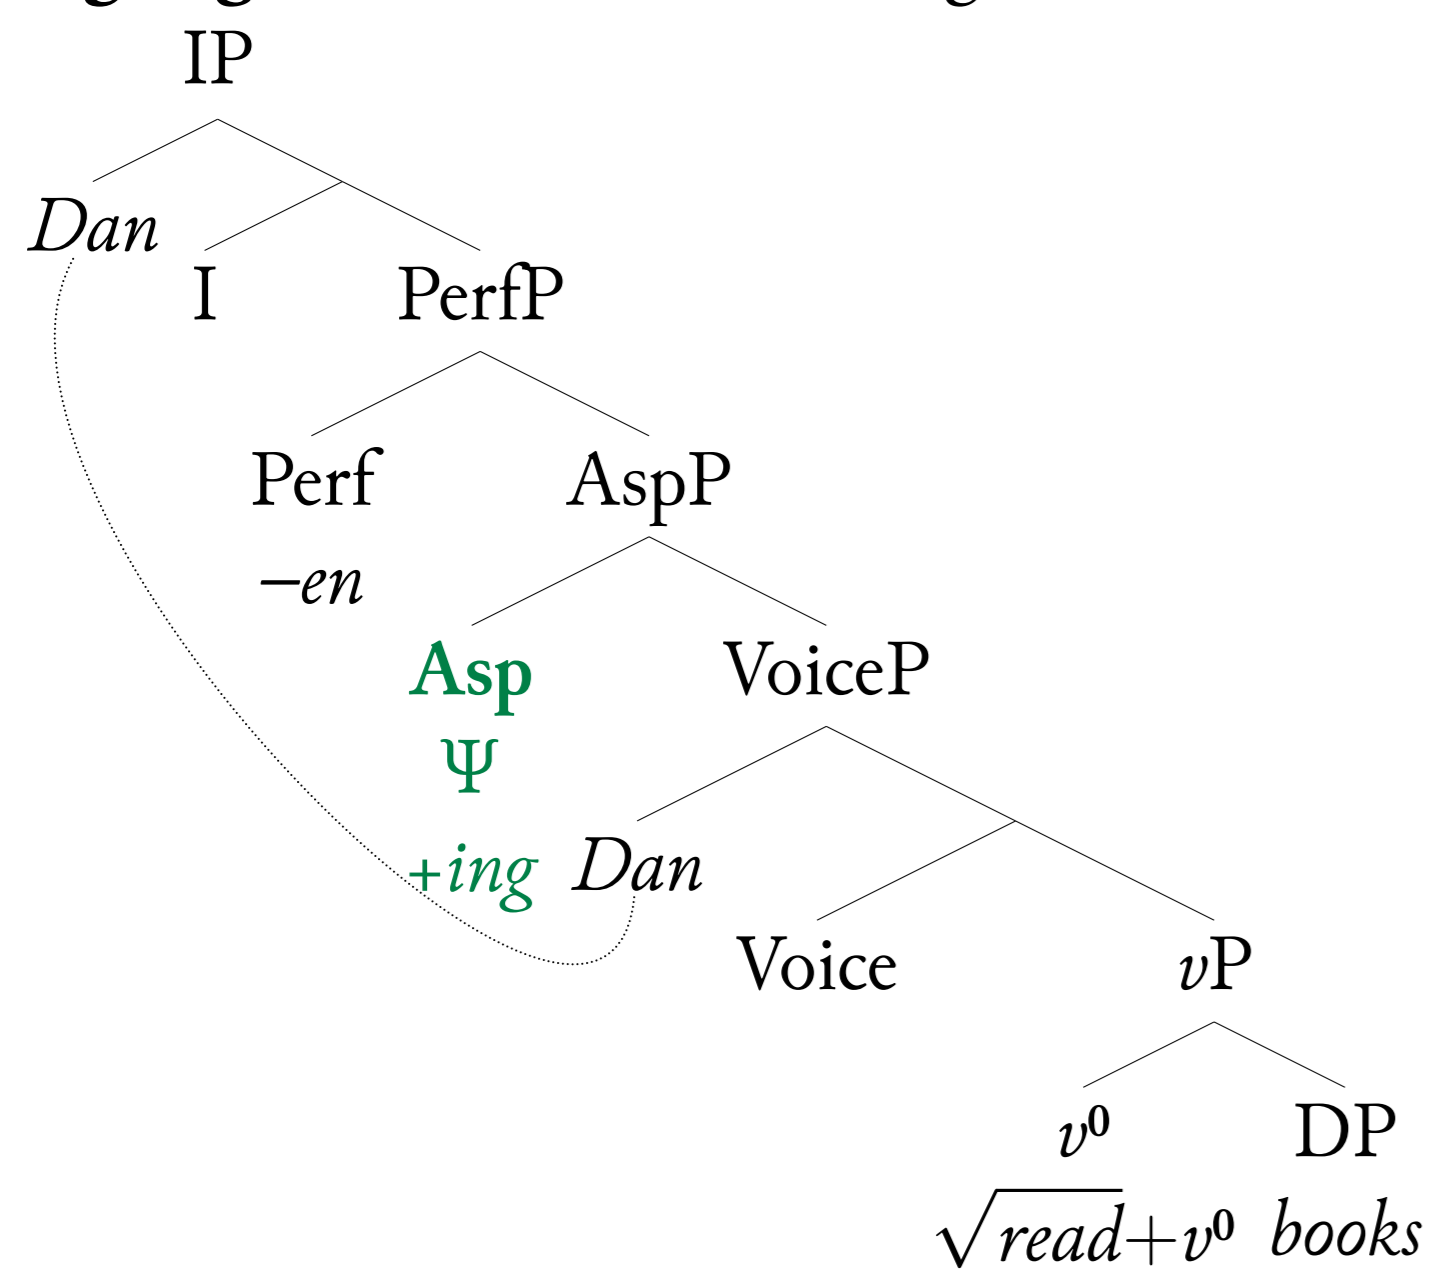 IP
Dan
I PerfP
Perf AspP
–en
Asp VoiceP
Ψ
+ing Dan
Voice vP
v⁰ DP
√read+v⁰ books